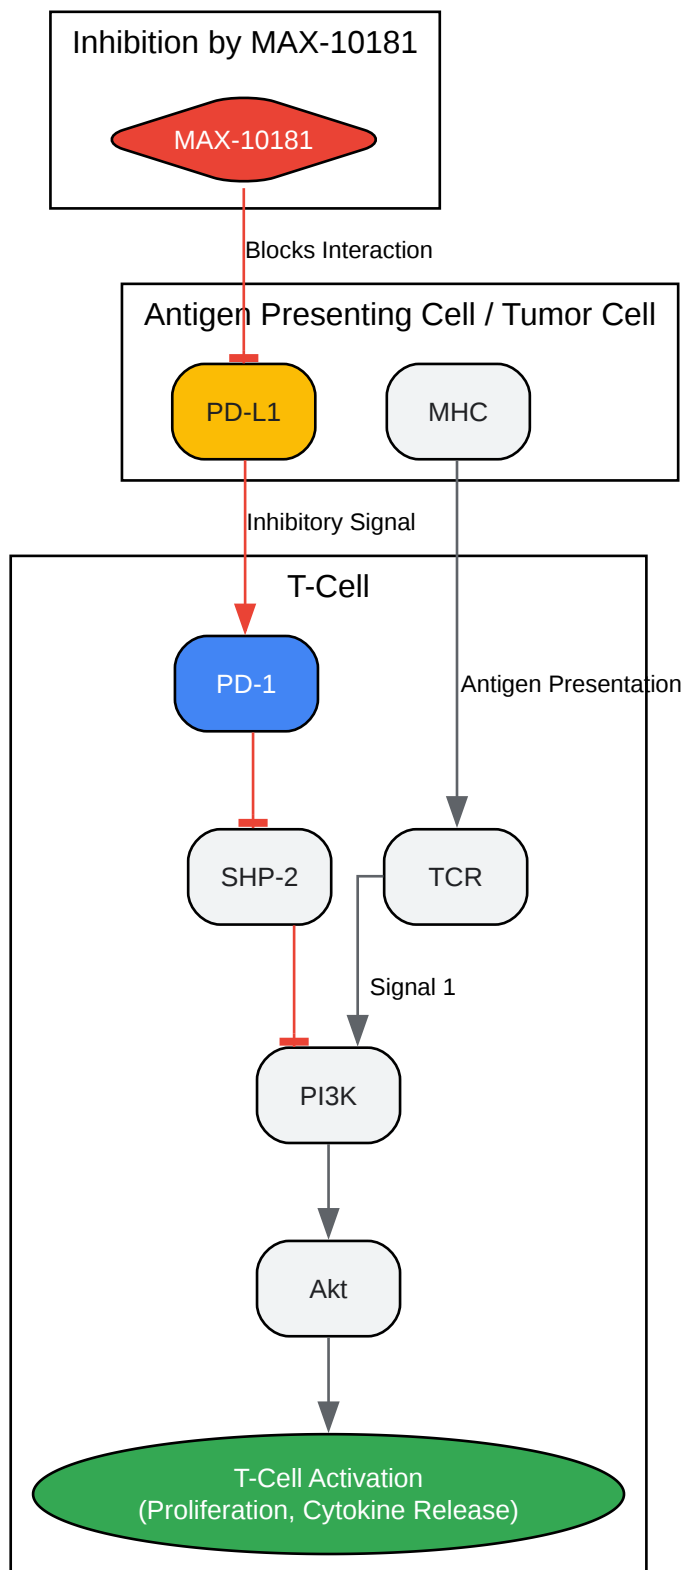 Inhibition by MAX-10181
MAX-10181
Blocks Interaction
Antigen Presenting Cell / Tumor Cell
PD-L1
MHC
Inhibitory Signal
T-Cell
PD-1
Antigen Presentation
SHP-2
TCR
Signal 1
PI3K
Akt
T-Cell Activation
(Proliferation, Cytokine Release)